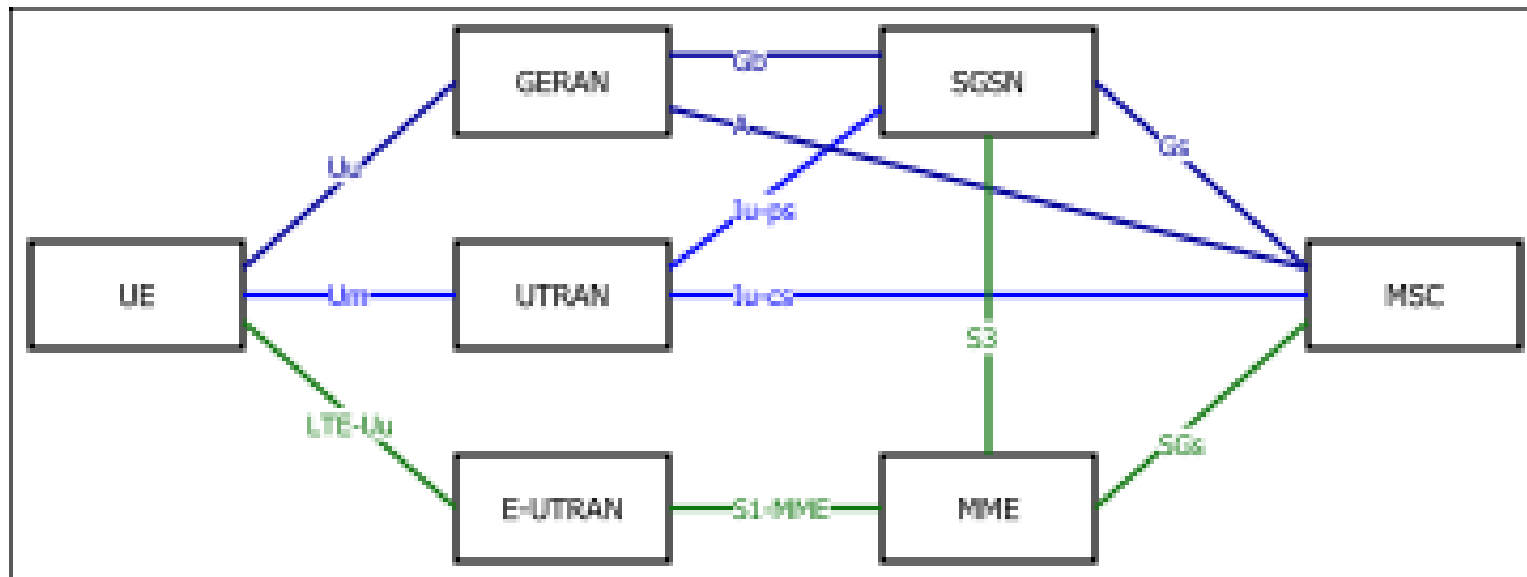 GERAN
Gb
SGSN
A
Gs
Uu
Iu-ps
UE
Um
UTRAN
Iu-cs
MSC
S3
LTE-Uu
SGs
E-UTRAN
S1-MME
MME